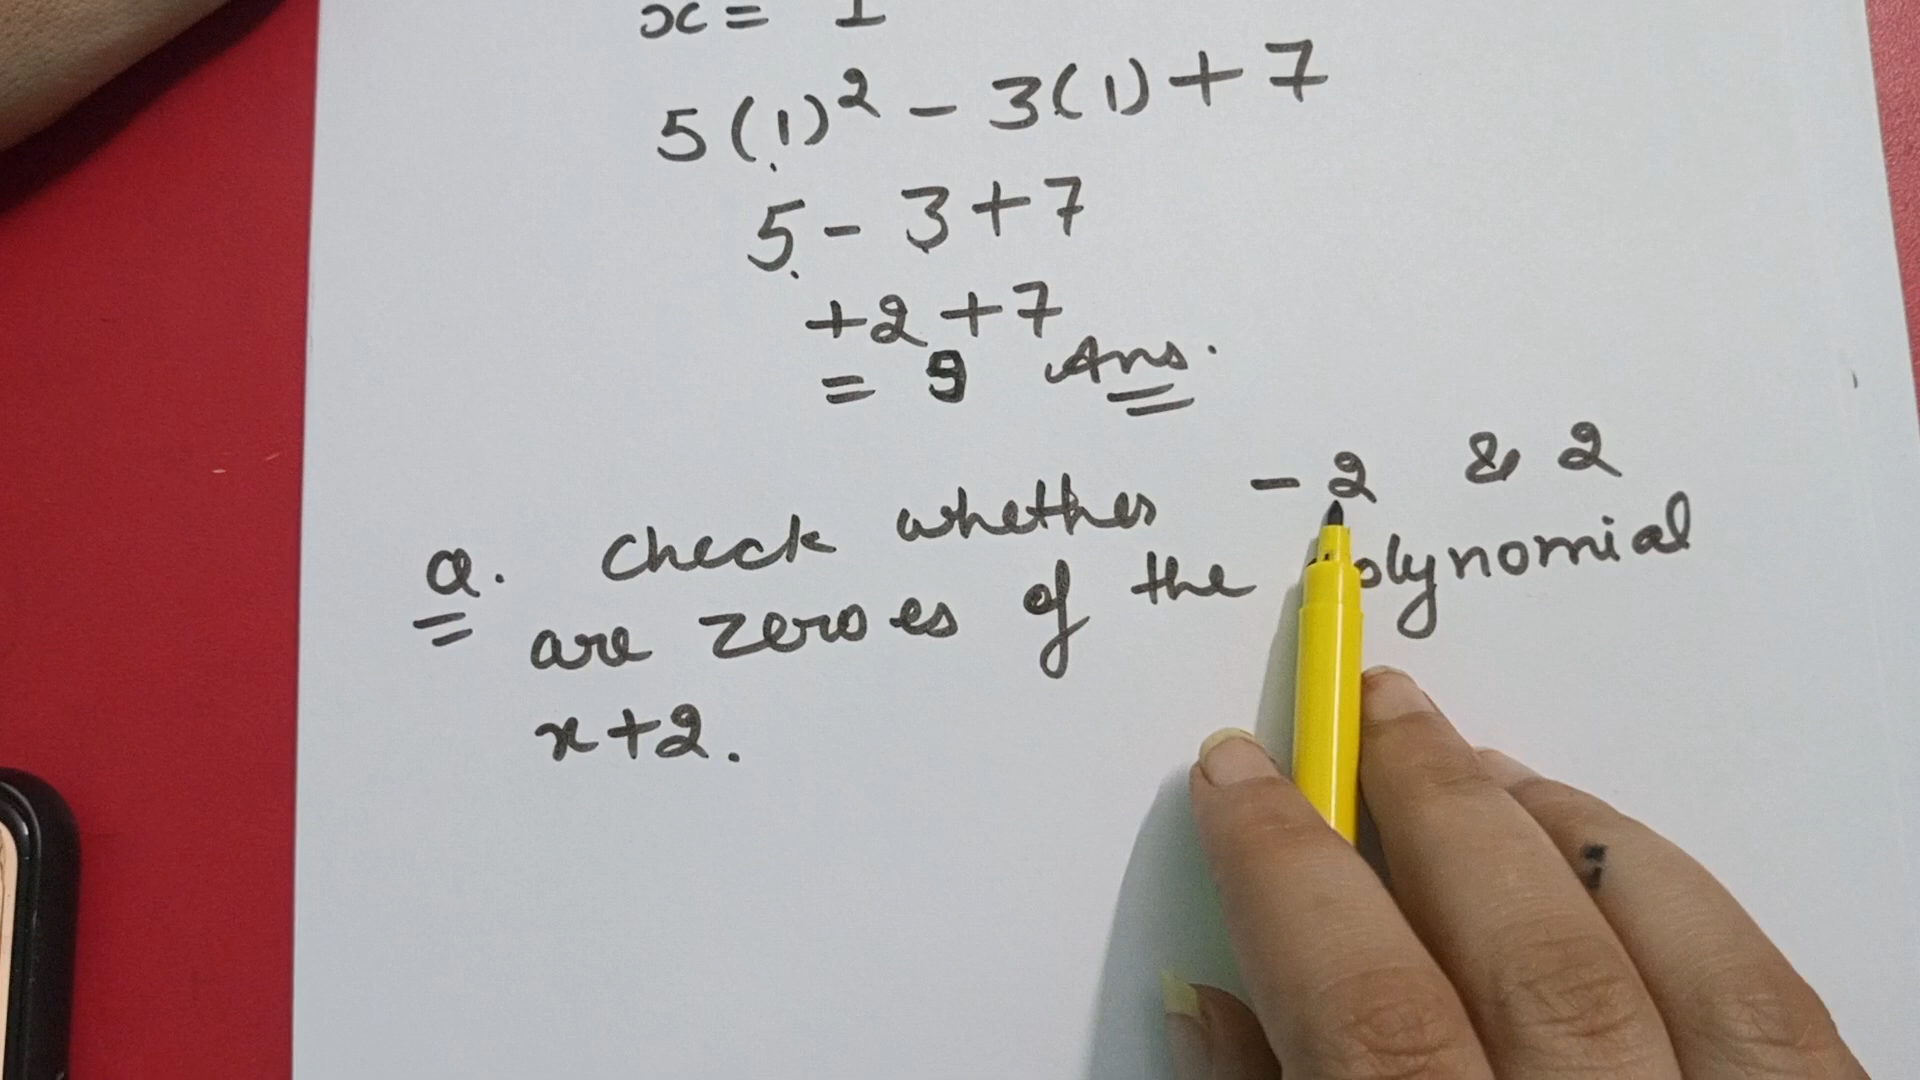 x = 1
5(1)² - 3(1) + 7
5 - 3 + 7
+2 +7
= 9 Ans.
Q. Check whether -2 & 2
are zeroes of the polynomial
x+2.